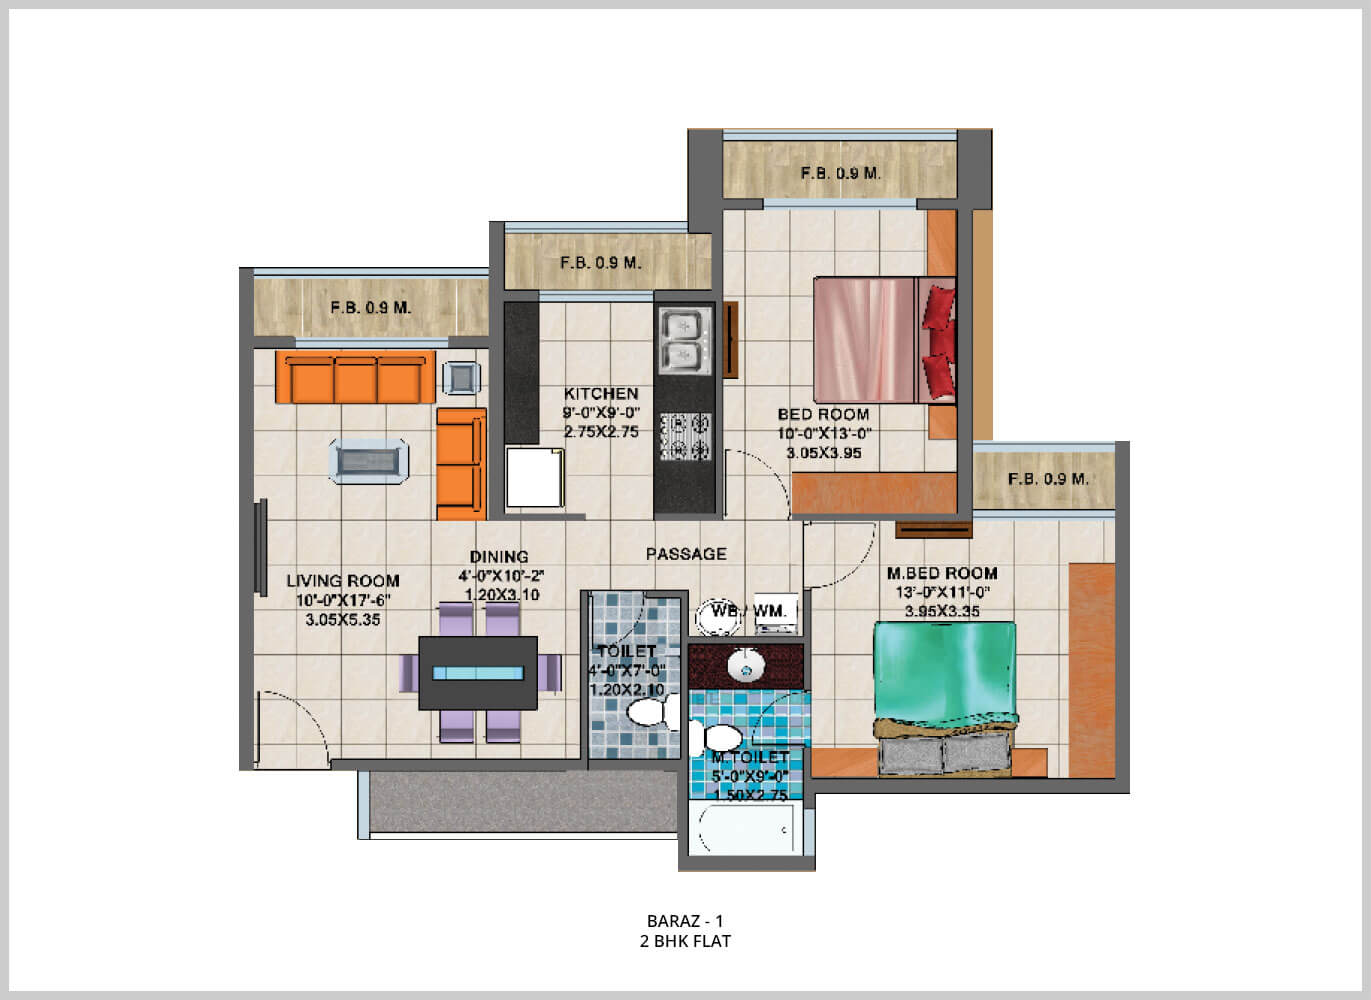 F.B. 0.9 M.
F.B. 0.9 M.
F.B. 0.9 M.
KITCHEN
9'-0"X9'-0"
2.75X2.75
BED ROOM
10'-0"X13'-0"
3.05X3.95
F.B. 0.9 M.
PASSAGE
DINING
4'-0"X10'-2"
1.20X3.10
LIVING ROOM
10'-0"X17'-6"
3.05X5.35
M.BED ROOM
13'-0"X11'-0"
3.95X3.35
WB./ WM.
TOILET
4'-0"X7'-0"
1.20X2.10
M.TOILET
5'-0"X9'-0"
1.50X2.75
BARAZ - 1
2 BHK FLAT